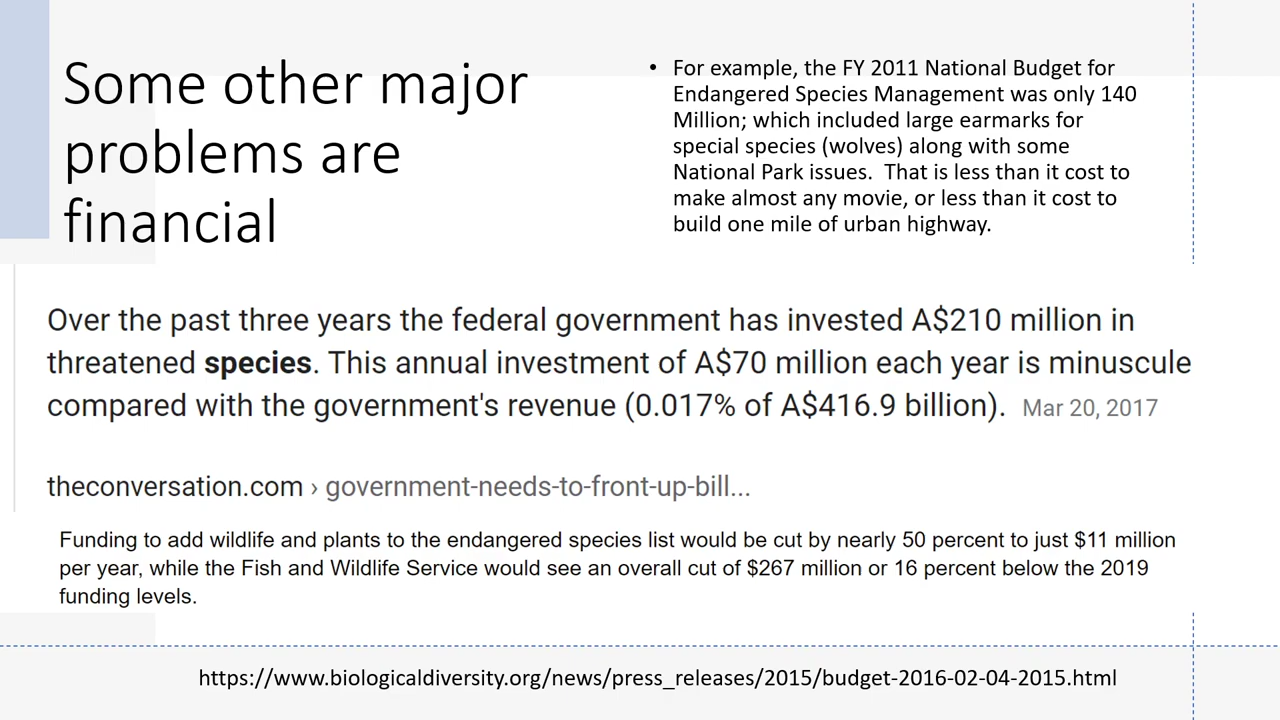 Some other major
problems are
financial
• For example, the FY 2011 National Budget for
Endangered Species Management was only 140
Million; which included large earmarks for
special species (wolves) along with some
National Park issues.  That is less than it cost to
make almost any movie, or less than it cost to
build one mile of urban highway.
Over the past three years the federal government has invested A$210 million in
threatened species. This annual investment of A$70 million each year is minuscule
compared with the government's revenue (0.017% of A$416.9 billion). Mar 20, 2017
theconversation.com › government-needs-to-front-up-bill...
Funding to add wildlife and plants to the endangered species list would be cut by nearly 50 percent to just $11 million
per year, while the Fish and Wildlife Service would see an overall cut of $267 million or 16 percent below the 2019
funding levels.
https://www.biologicaldiversity.org/news/press_releases/2015/budget-2016-02-04-2015.html